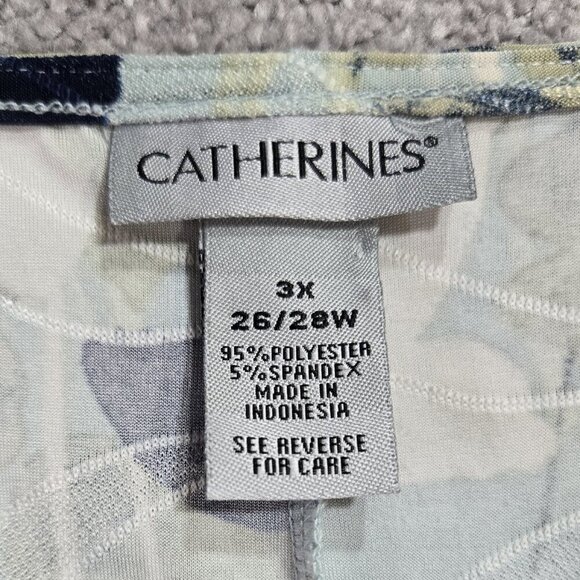 CATHERINES®
3X
26/28W
95%POLYESTER
5%SPANDEX
MADE IN
INDONESIA
SEE REVERSE
FOR CARE